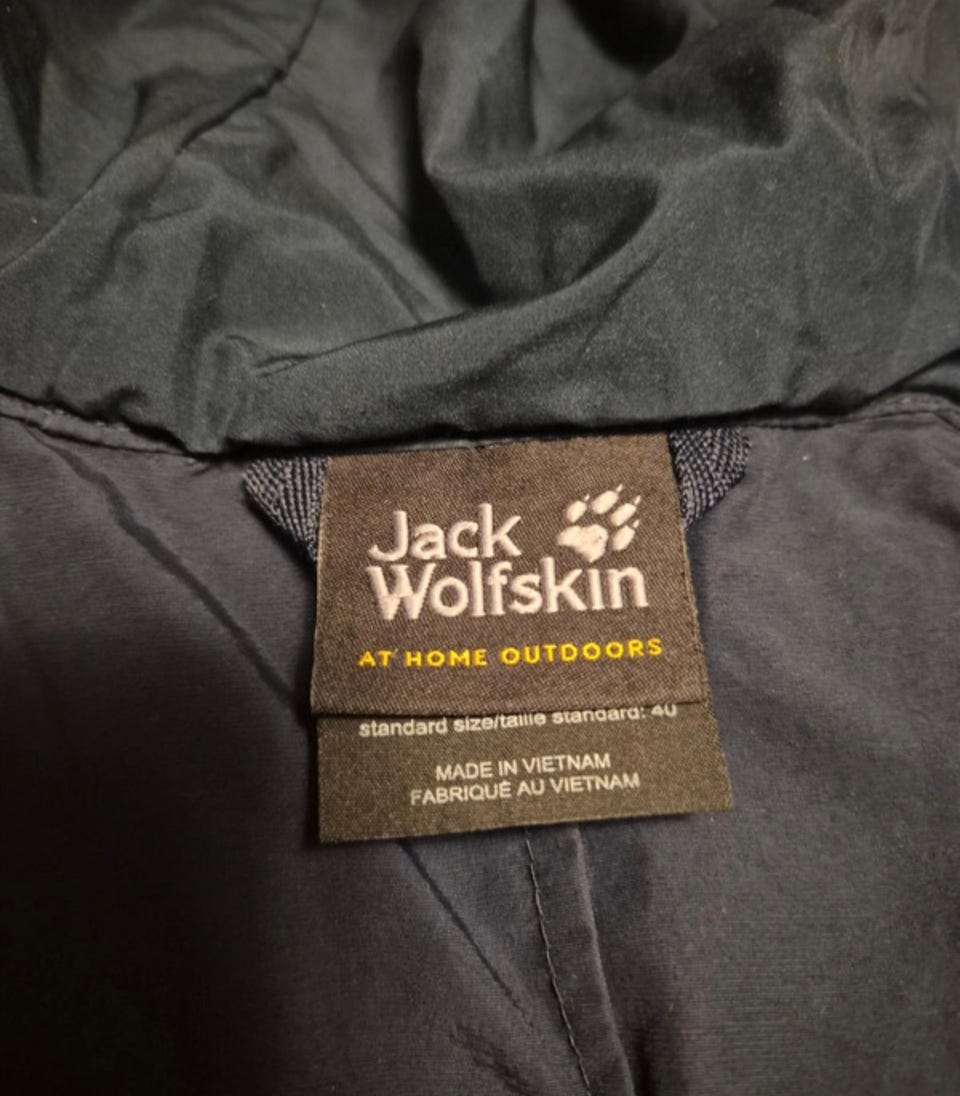 Jack
Wolfskin
AT HOME OUTDOORS
standard size/taille standard: 40
MADE IN VIETNAM
FABRIQUÉ AU VIETNAM